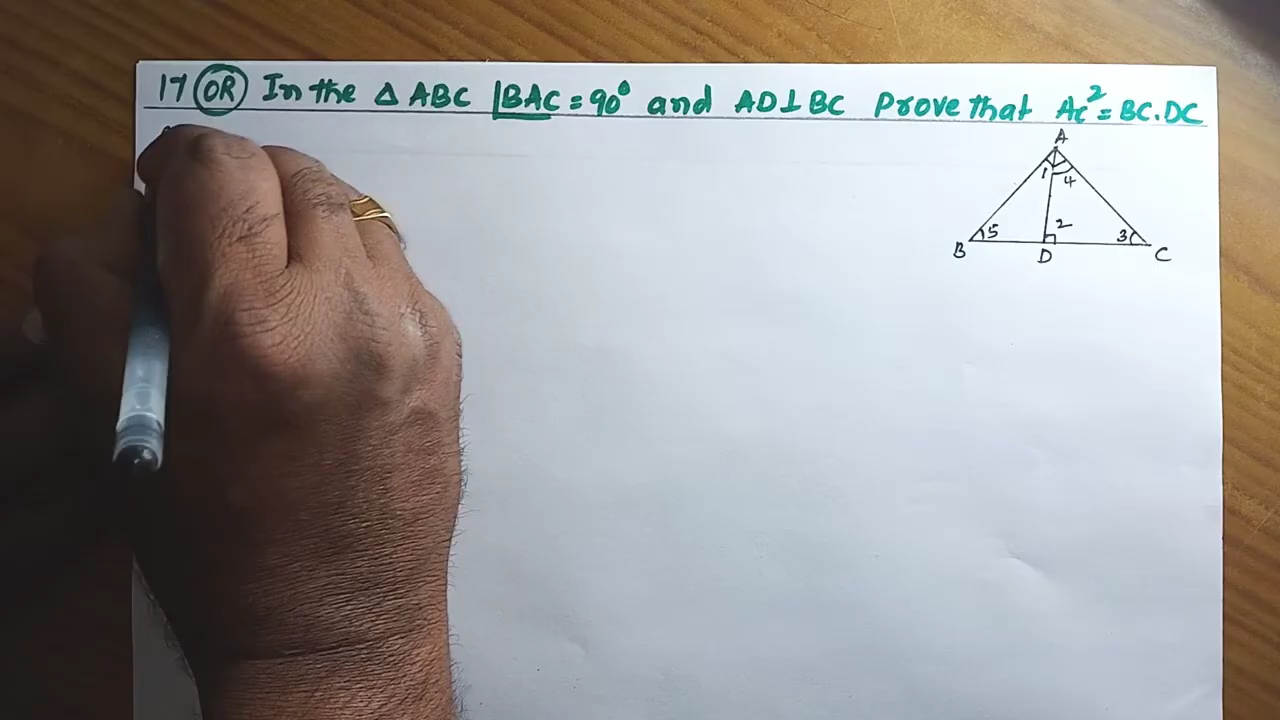 17 OR In the △ ABC |BAC = 90° and AD⊥BC Prove that AC² = BC.DC
A
1 4
2
5 3
B D C